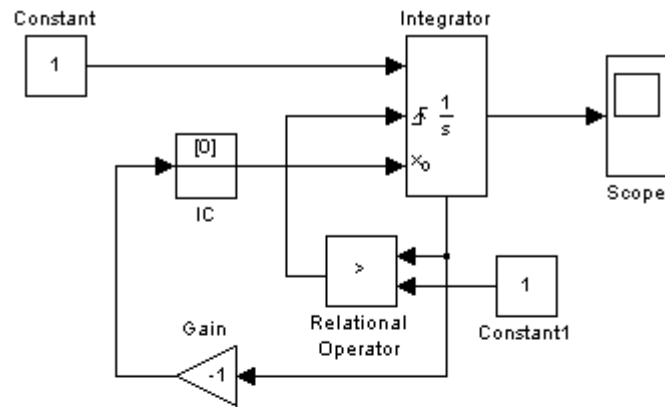 Constant
Integrator
1
1
s
x0
[0]
IC
Scope
>
1
Relational
Operator
Constant1
Gain
-1